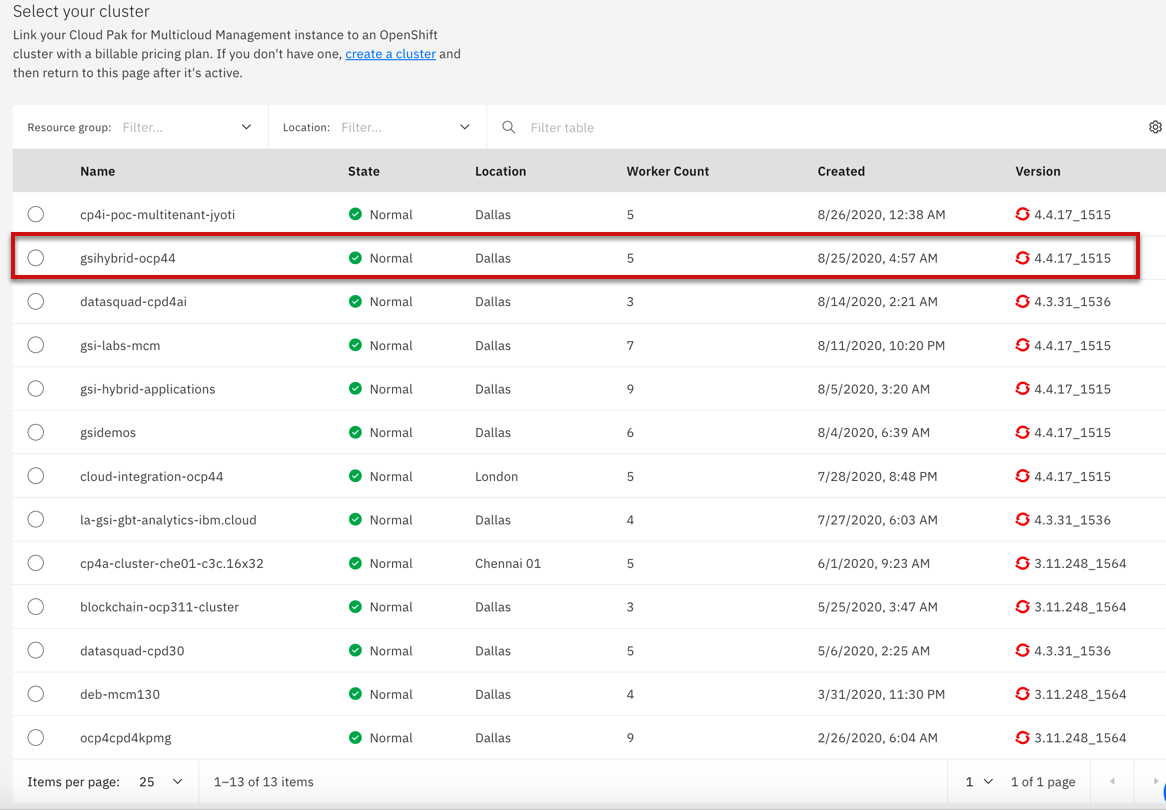 Select your cluster
Link your Cloud Pak for Multicloud Management instance to an OpenShift
cluster with a billable pricing plan. If you don't have one, create a cluster and
then return to this page after it's active.
Resource group: Filter... Location: Filter... Filter table
Name State Location Worker Count Created Version
cp4i-poc-multitenant-jyoti Normal Dallas 5 8/26/2020, 12:38 AM 4.4.17_1515
gsihybrid-ocp44 Normal Dallas 5 8/25/2020, 4:57 AM 4.4.17_1515
datasquad-cpd4ai Normal Dallas 3 8/14/2020, 2:21 AM 4.3.31_1536
gsi-labs-mcm Normal Dallas 7 8/11/2020, 10:20 PM 4.4.17_1515
gsi-hybrid-applications Normal Dallas 9 8/5/2020, 3:20 AM 4.4.17_1515
gsidemos Normal Dallas 6 8/4/2020, 6:39 AM 4.4.17_1515
cloud-integration-ocp44 Normal London 5 7/28/2020, 8:48 PM 4.4.17_1515
la-gsi-gbt-analytics-ibm.cloud Normal Dallas 4 7/27/2020, 6:03 AM 4.3.31_1536
cp4a-cluster-che01-c3c.16x32 Normal Chennai 01 5 6/1/2020, 9:23 AM 3.11.248_1564
blockchain-ocp311-cluster Normal Dallas 3 5/25/2020, 3:47 AM 3.11.248_1564
datasquad-cpd30 Normal Dallas 5 5/6/2020, 2:25 AM 4.3.31_1536
deb-mcm130 Normal Dallas 4 3/31/2020, 11:30 PM 3.11.248_1564
ocp4cpd4kpmg Normal Dallas 9 2/26/2020, 6:04 AM 3.11.248_1564
Items per page: 25 1–13 of 13 items 1 1 of 1 page